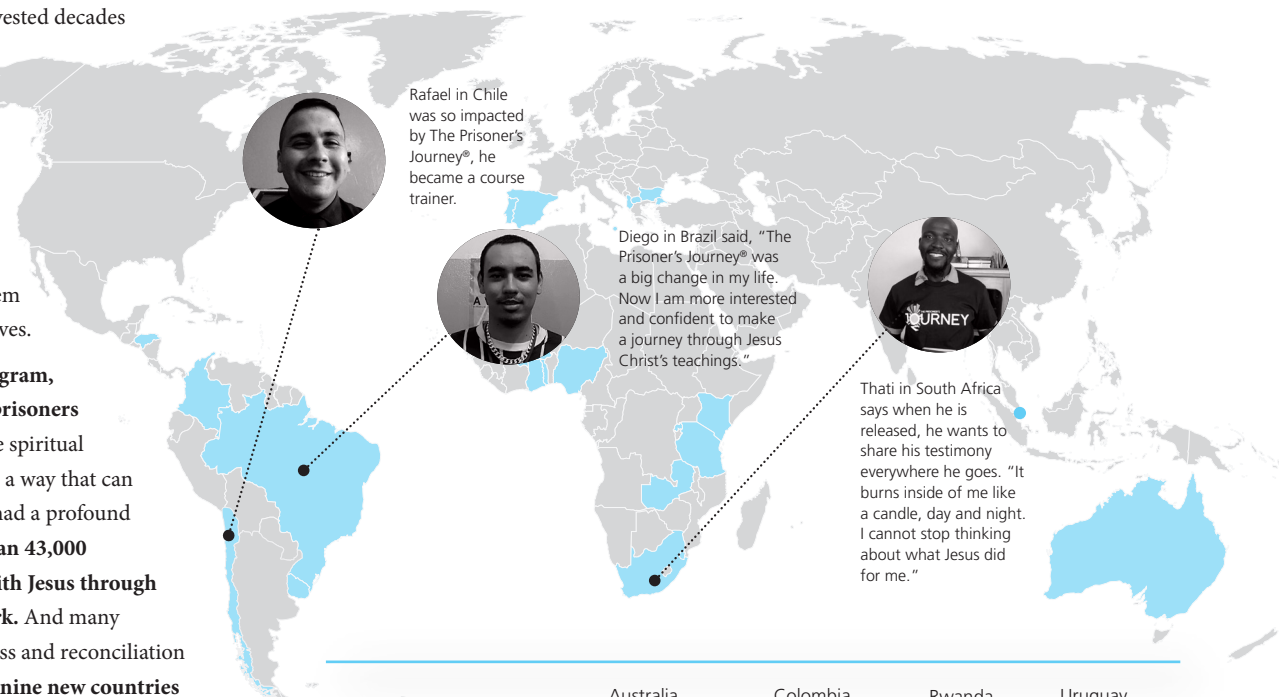 vested decades
em
ves.
gram,
prisoners
e spiritual
a way that can
had a profound
an 43,000
ith Jesus through
rk. And many
ss and reconciliation
nine new countries
Rafael in Chile
was so impacted
by The Prisoner’s
Journey®, he
became a course
trainer.
Diego in Brazil said, “The
Prisoner’s Journey® was
a big change in my life.
Now I am more interested
and confident to make
a journey through Jesus
Christ’s teachings.”
A
JOURNEY
Thati in South Africa
says when he is
released, he wants to
share his testimony
everywhere he goes. “It
burns inside of me like
a candle, day and night.
I cannot stop thinking
about what Jesus did
for me.”
Australia Colombia Rwanda Uruguay